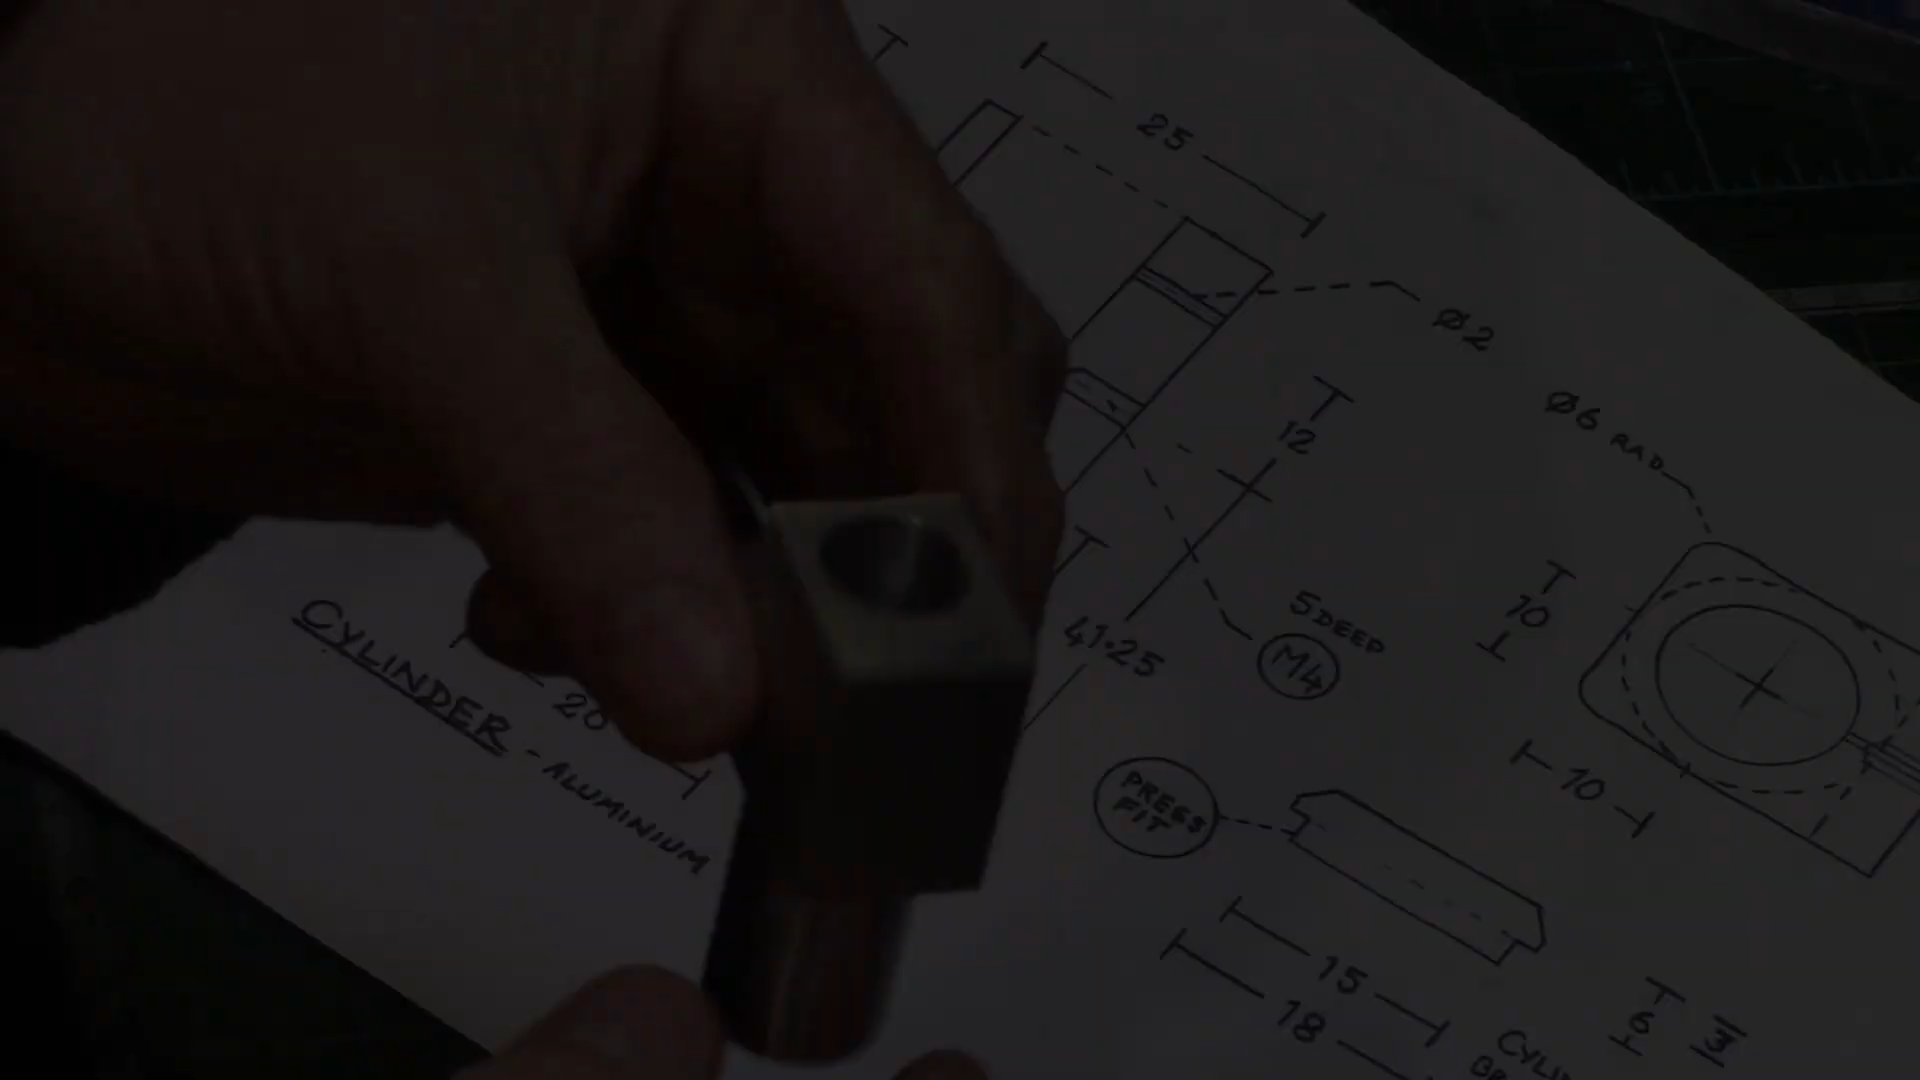 25
Ø2
12
Ø6 RAD
5 DEEP
M4
41.25
10
CYLINDER - ALUMINIUM
20
10
PRESS
FIT
15
18
6
3